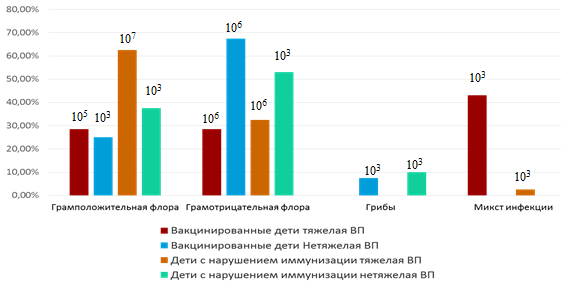 80,00%
70,00%
60,00%
50,00%
40,00%
30,00%
20,00%
10,00%
0,00%
10⁵
10³
10⁷
10³
10⁶
10⁶
10⁶
10³
10³
10³
10³
10³
Грамположительная флора
Грамотрицательная флора
Грибы
Микст инфекции
Вакцинированные дети тяжелая ВП
Вакцинированные дети Нетяжелая ВП
Дети с нарушением иммунизации тяжелая ВП
Дети с нарушением иммунизации нетяжелая ВП